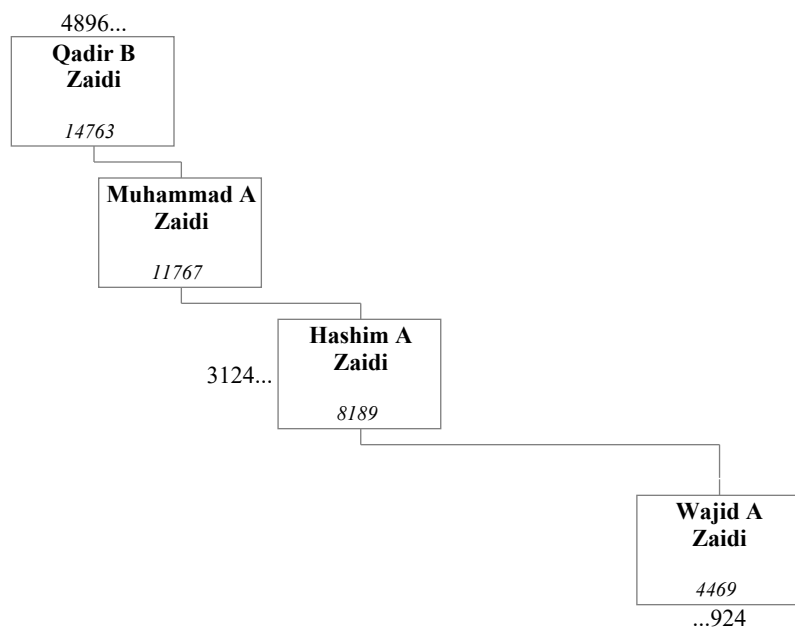 4896...
Qadir B
Zaidi
14763
Muhammad A
Zaidi
11767
Hashim A
Zaidi
3124...
8189
Wajid A
Zaidi
4469
...924